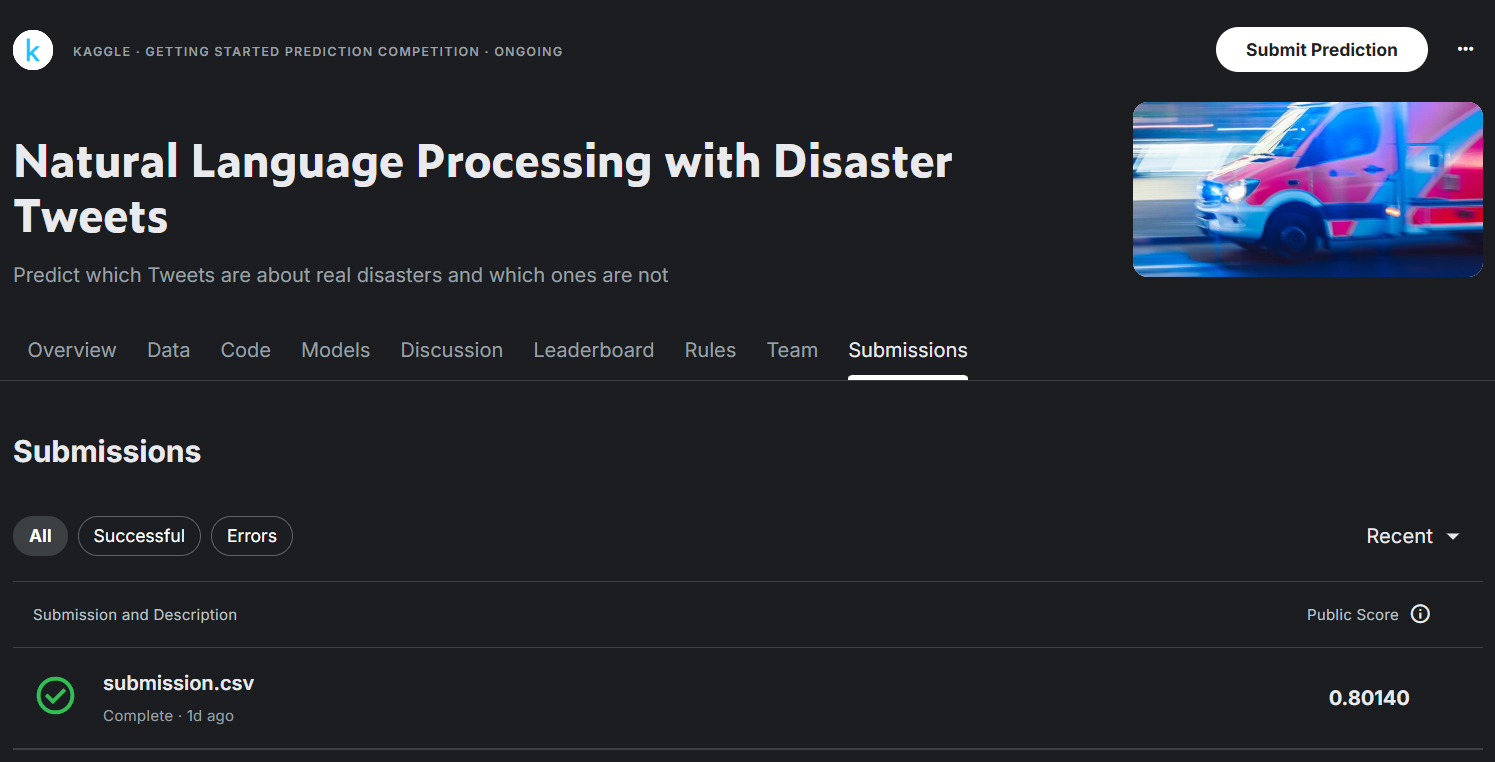 k
KAGGLE · GETTING STARTED PREDICTION COMPETITION · ONGOING
Submit Prediction
Natural Language Processing with Disaster
Tweets
Predict which Tweets are about real disasters and which ones are not
Overview Data Code Models Discussion Leaderboard Rules Team Submissions
Submissions
All Successful Errors
Recent
Submission and Description Public Score
submission.csv
Complete · 1d ago
0.80140